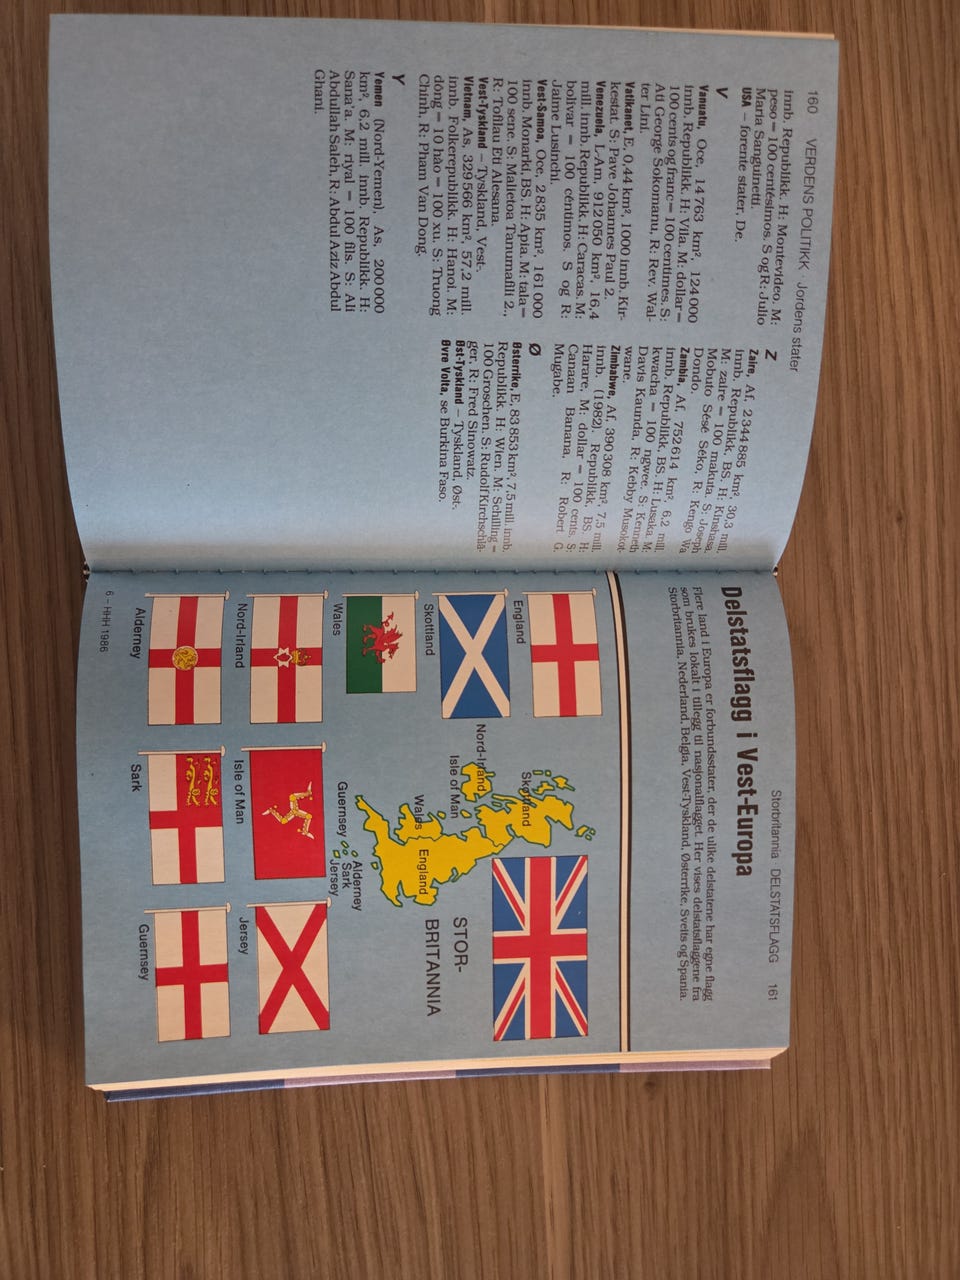 160 VERDENS POLITIKK · Jordens stater
innb. Republikk. H: Montevideo. M:
peso = 100 centésimos. S og R: Julio
Maria Sanguinetti.
USA – forente stater, De.
V
Vanuatu, Oce, 14 763 km², 124 000
innb. Republikk. H: Vila. M: dollar =
100 cents og franc = 100 centimes. S:
Ati George Sokomanu, R: Rev. Wal-
ter Lini.
Vatikanet, E, 0,44 km², 1000 innb. Kir-
kestat. S: Pave Johannes Paul 2.
Venezuela, L-Am, 912 050 km², 16,4
mill. innb. Republikk. H: Caracas. M:
bolivar = 100 céntimos. S og R:
Jaime Lusinchi.
Vest-Samoa, Oce, 2 835 km², 161 000
innb. Monarki, BS. H: Apia. M: tala =
100 sene. S: Malietoa Tanumafili 2.,
R: Tofilau Eti Alesana.
Vest-Tyskland – Tyskland, Vest-.
Vietnam, As, 329 566 km², 57,2 mill.
innb. Folkerepublikk. H: Hanoi. M:
dông = 10 hào = 100 xu. S: Truong
Chinh, R: Pham Van Dong.
Y
Yemen (Nord-Yemen), As, 200 000
km², 6,2 mill. innb. Republikk. H:
Sana'a. M: riyal = 100 fils. S: Ali
Abdullah Saleh, R: Abdul Aziz Abdul
Ghani.
Z
Zaire, Af, 2 344 885 km², 30,3 mill.
innb. Republikk, BS. H: Kinshasa.
M: zaïre = 100 makuta. S: Joseph
Mobuto Sésé Séko, R: Kengo Wa
Dondo.
Zambia, Af, 752 614 km², 6,2 mill.
innb. Republikk, BS. H: Lusaka. M:
kwacha = 100 ngwee. S: Kenneth
Davis Kaunda, R: Kebby Musokot-
wane.
Zimbabwe, Af, 390 308 km², 7,5 mill.
innb. (1982). Republikk, BS. H:
Harare. M: dollar = 100 cents. S:
Canaan Banana, R: Robert G.
Mugabe.
Ø
Østerrike, E, 83 853 km², 7,5 mill. innb.
Republikk. H: Wien. M: Schilling =
100 Groschen. S: Rudolf Kirchschlä-
ger, R: Fred Sinowatz.
Øst-Tyskland – Tyskland, Øst-.
Øvre Volta, se Burkina Faso.
Storbritannia · DELSTATSFLAGG 161
Delstatsflagg i Vest-Europa
Flere land i Europa er forbundsstater, der de ulike delstatene har egne flagg
som brukes lokalt i tillegg til nasjonalflagget. Her vises delstatsflaggene fra
Storbritannia, Nederland, Belgia, Vest-Tyskland, Østerrike, Sveits og Spania.
England
Skottland
Wales
Nord-Irland
Alderney
Skottland
Nord-Irland
Isle of Man
Wales
England
Alderney
Sark
Guernsey
Jersey
STOR-
BRITANNIA
Isle of Man
Sark
Jersey
Guernsey
6 – HHH 1986